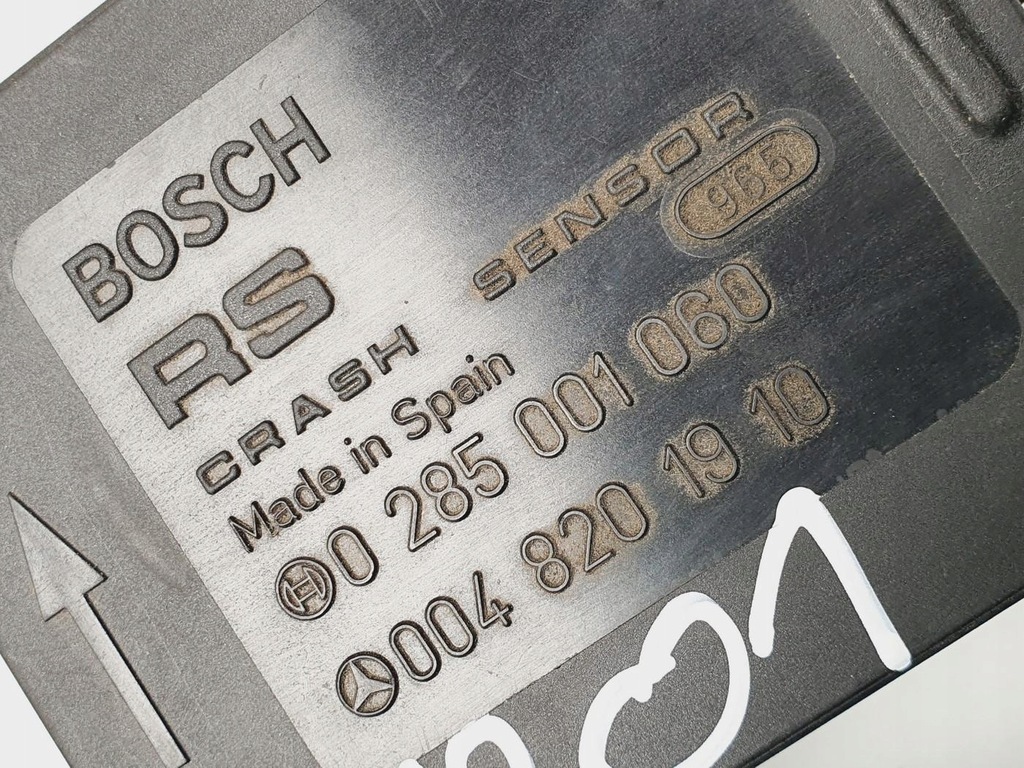 BOSCH
RS
CRASH SENSOR
965
Made in Spain
0 285 001 060
004 820 19 10